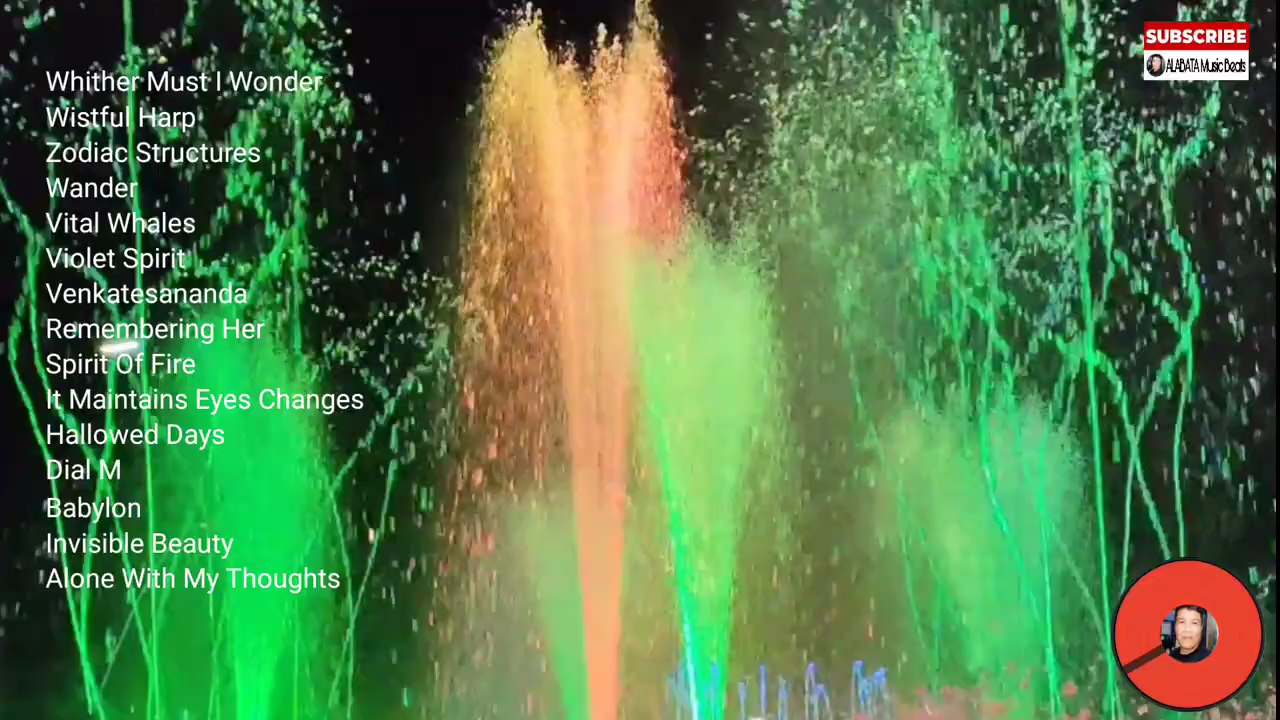 Whither Must I Wonder
Wistful Harp
Zodiac Structures
Wander
Vital Whales
Violet Spirit
Venkatesananda
Remembering Her
Spirit Of Fire
It Maintains Eyes Changes
Hallowed Days
Dial M
Babylon
Invisible Beauty
Alone With My Thoughts
SUBSCRIBE
ALABATA Music Beats